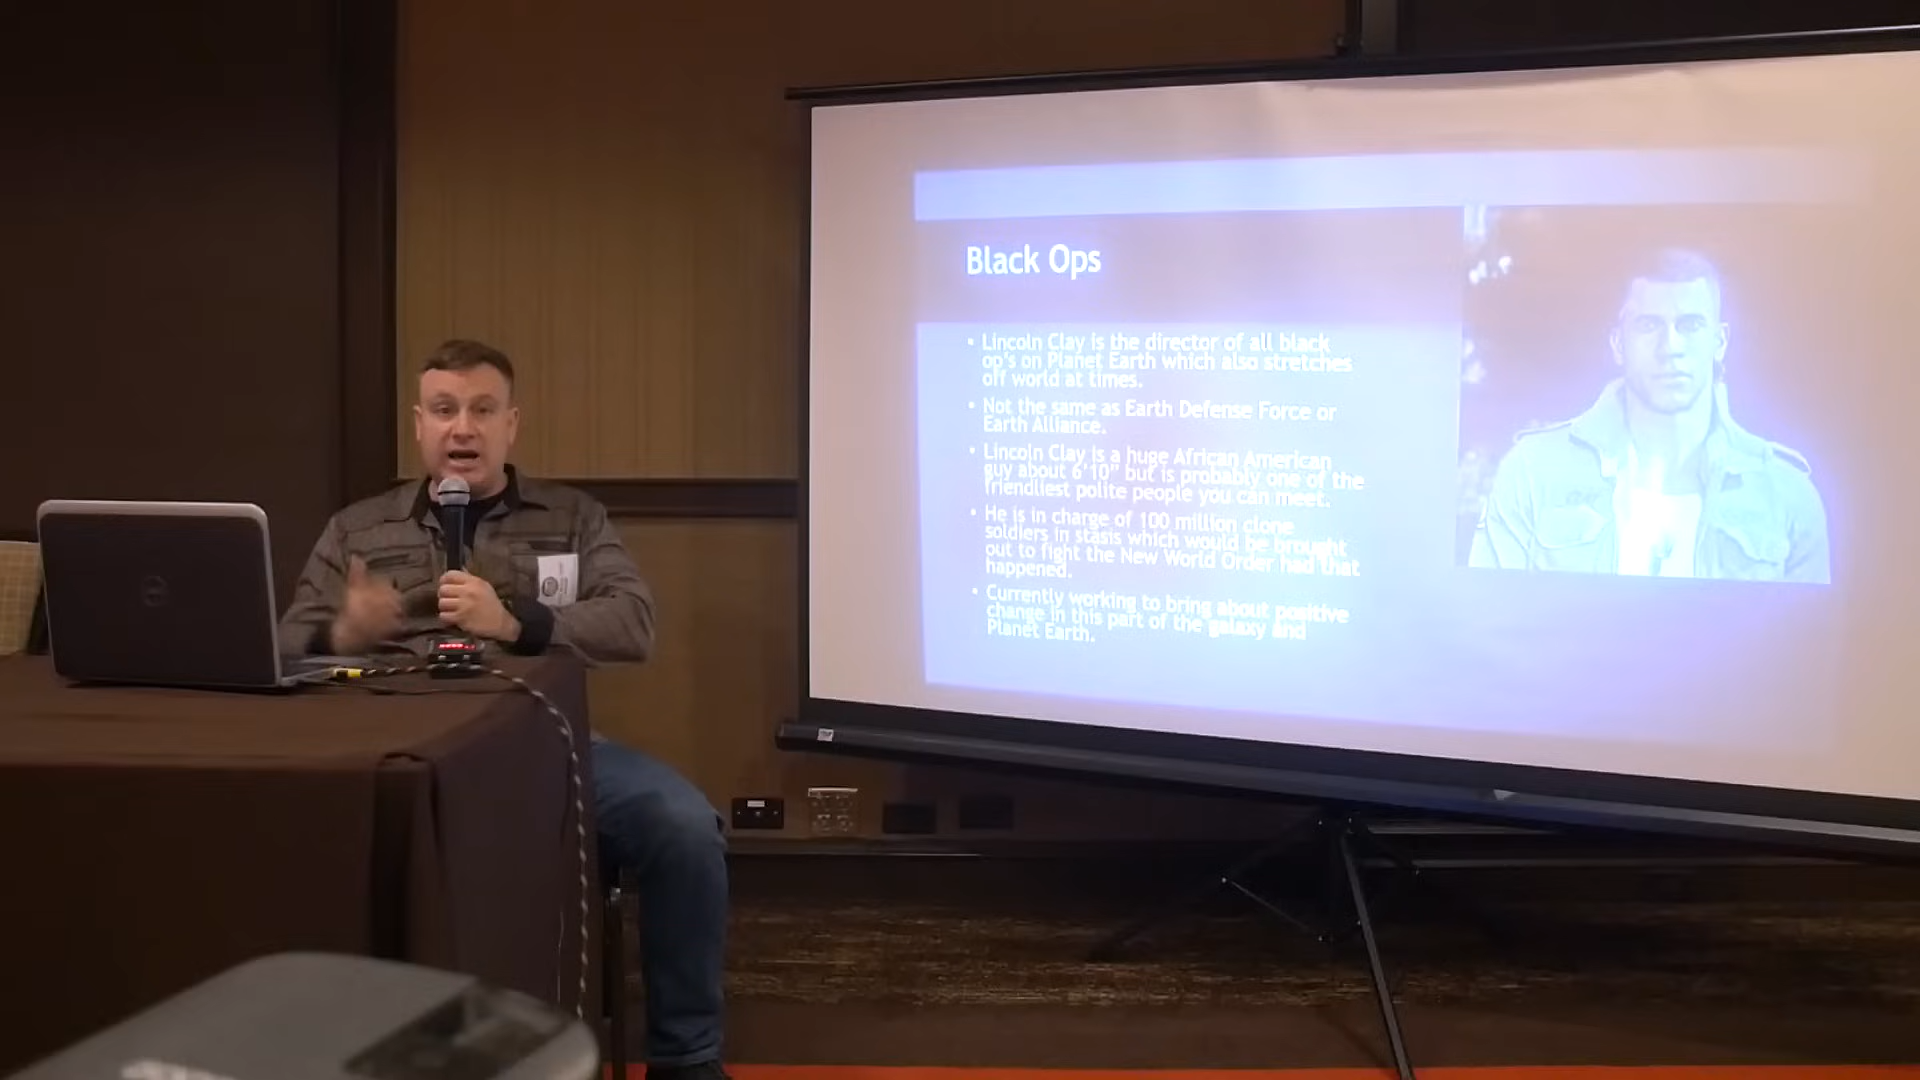 Black Ops
• Lincoln Clay is the director of all black
op's on Planet Earth which also stretches
off world at times.
• Not the same as Earth Defense Force or
Earth Alliance.
• Lincoln Clay is a huge African American
guy about 6'10" but is probably one of the
friendliest polite people you can meet.
• He is in charge of 100 million clone
soldiers in stasis which would be brought
out to fight the New World Order had that
happened.
• Currently working to bring about positive
change in this part of the galaxy and
Planet Earth.